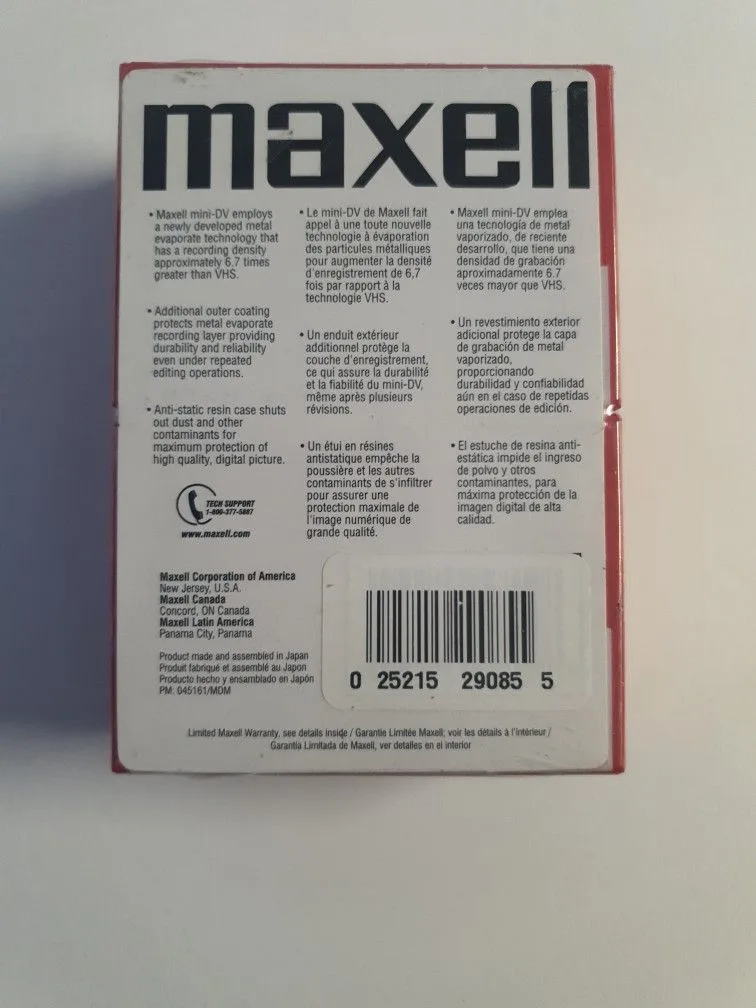 maxell
• Maxell mini-DV employs
a newly developed metal
evaporate technology that
has a recording density
approximately 6.7 times
greater than VHS.
• Additional outer coating
protects metal evaporate
recording layer providing
durability and reliability
even under repeated
editing operations.
• Anti-static resin case shuts
out dust and other
contaminants for
maximum protection of
high quality, digital picture.
• Le mini-DV de Maxell fait
appel à une toute nouvelle
technologie à évaporation
des particules métalliques
pour augmenter la densité
d'enregistrement de 6,7
fois par rapport à la
technologie VHS.
• Un enduit extérieur
additionnel protège la
couche d'enregistrement,
ce qui assure la durabilité
et la fiabilité du mini-DV,
même après plusieurs
révisions.
• Un étui en résines
antistatique empêche la
poussière et les autres
contaminants de s'infiltrer
pour assurer une
protection maximale de
l'image numérique de
grande qualité.
• Maxell mini-DV emplea
una tecnología de metal
vaporizado, de reciente
desarrollo, que tiene una
densidad de grabación
aproximadamente 6.7
veces mayor que VHS.
• Un revestimiento exterior
adicional protege la capa
de grabación de metal
vaporizado,
proporcionando
durabilidad y confiabilidad
aún en el caso de repetidas
operaciones de edición.
• El estuche de resina anti-
estática impide el ingreso
de polvo y otros
contaminantes, para
máxima protección de la
imagen digital de alta
calidad.
TECH SUPPORT
1-800-377-5887
www.maxell.com
Maxell Corporation of America
New Jersey, U.S.A.
Maxell Canada
Concord, ON Canada
Maxell Latin America
Panama City, Panama
Product made and assembled in Japan
Produit fabriqué et assemblé au Japon
Producto hecho y ensamblado en Japón
PM: 045161/MDM
0 25215 29085 5
Limited Maxell Warranty, see details inside / Garantie Limitée Maxell; voir les détails à l'intérieur /
Garantía Limitada de Maxell, ver detalles en el interior